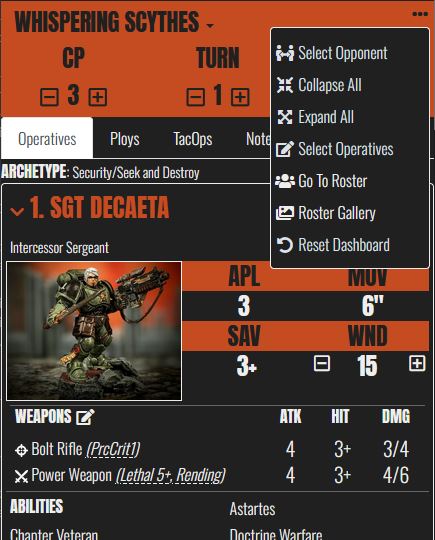 WHISPERING SCYTHES
CP
TURN
3
1
Select Opponent
Collapse All
Expand All
Select Operatives
Go To Roster
Roster Gallery
Reset Dashboard
Operatives Ploys TacOps Note
ARCHETYPE: Security/Seek and Destroy
1. SGT DECAETA
Intercessor Sergeant
APL MOV
3 6"
SAV WND
3+ 15
WEAPONS ATK HIT DMG
Bolt Rifle (PrcCrit1) 4 3+ 3/4
Power Weapon (Lethal 5+, Rending) 4 3+ 4/6
ABILITIES
Astartes
Chapter Veteran
Doctrine Warfare